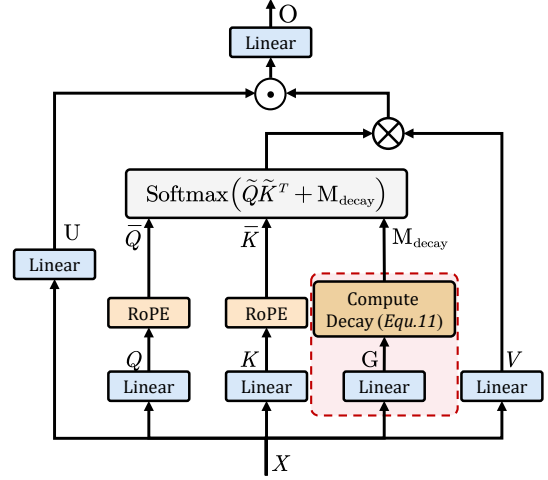 O
Linear
Softmax(Q̃K̃ᵀ + M_decay)
U
Q̄
K̄
M_decay
Linear
RoPE
RoPE
Compute
Decay (Equ.11)
Q
K
G
V
Linear
Linear
Linear
Linear
X